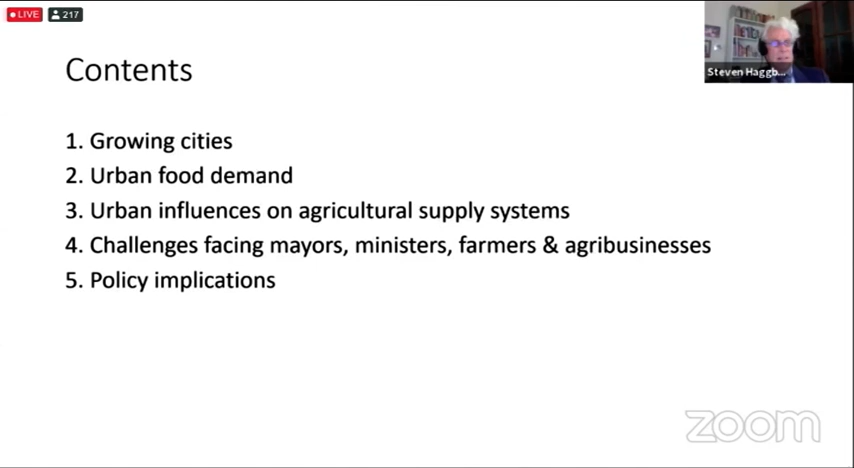 LIVE
217
Steven Haggb...
Contents
1. Growing cities
2. Urban food demand
3. Urban influences on agricultural supply systems
4. Challenges facing mayors, ministers, farmers & agribusinesses
5. Policy implications
zoom